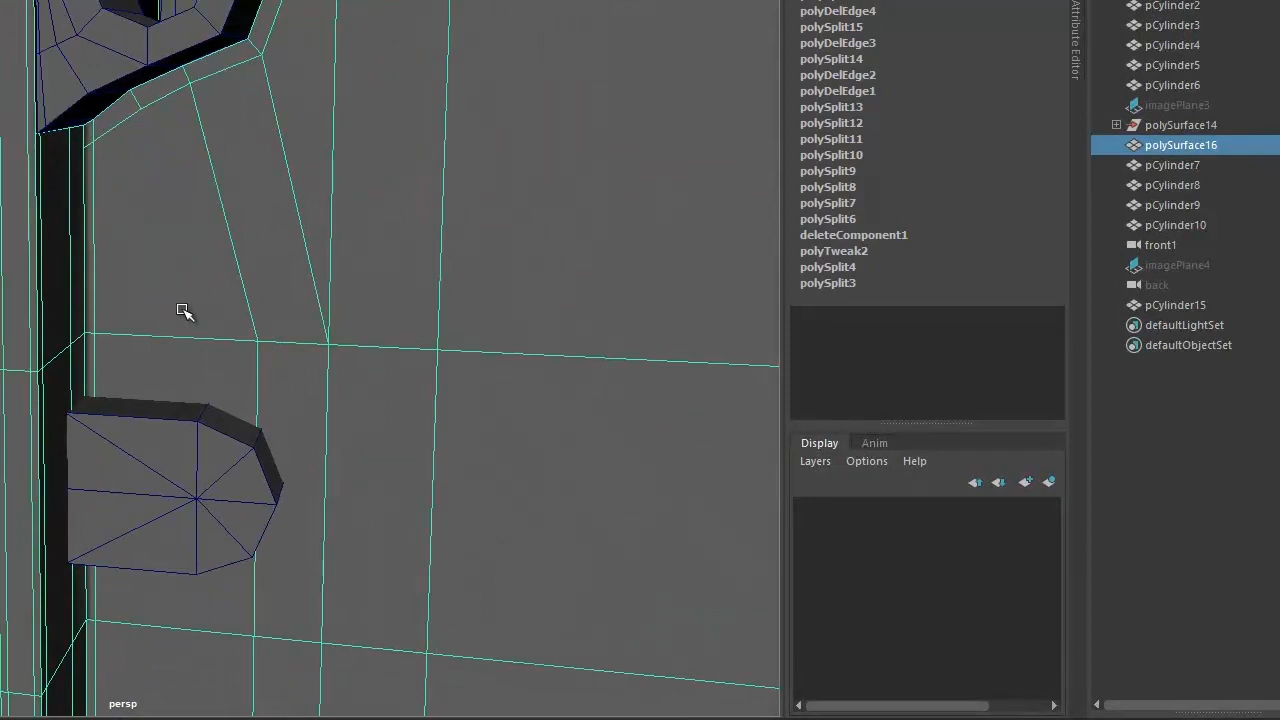 polyDelEdge4
polySplit15
polyDelEdge3
polySplit14
polyDelEdge2
polyDelEdge1
polySplit13
polySplit12
polySplit11
polySplit10
polySplit9
polySplit8
polySplit7
polySplit6
deleteComponent1
polyTweak2
polySplit4
polySplit3
Display Anim
Layers Options Help
Attribute Editor
pCylinder2
pCylinder3
pCylinder4
pCylinder5
pCylinder6
imagePlane3
polySurface14
polySurface16
pCylinder7
pCylinder8
pCylinder9
pCylinder10
front1
imagePlane4
back
pCylinder15
defaultLightSet
defaultObjectSet
persp